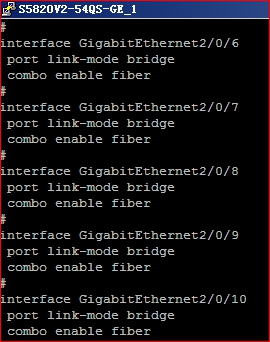 S5820V2-54QS-GE_1
#
interface GigabitEthernet2/0/6
port link-mode bridge
combo enable fiber
#
interface GigabitEthernet2/0/7
port link-mode bridge
combo enable fiber
#
interface GigabitEthernet2/0/8
port link-mode bridge
combo enable fiber
#
interface GigabitEthernet2/0/9
port link-mode bridge
combo enable fiber
#
interface GigabitEthernet2/0/10
port link-mode bridge
combo enable fiber